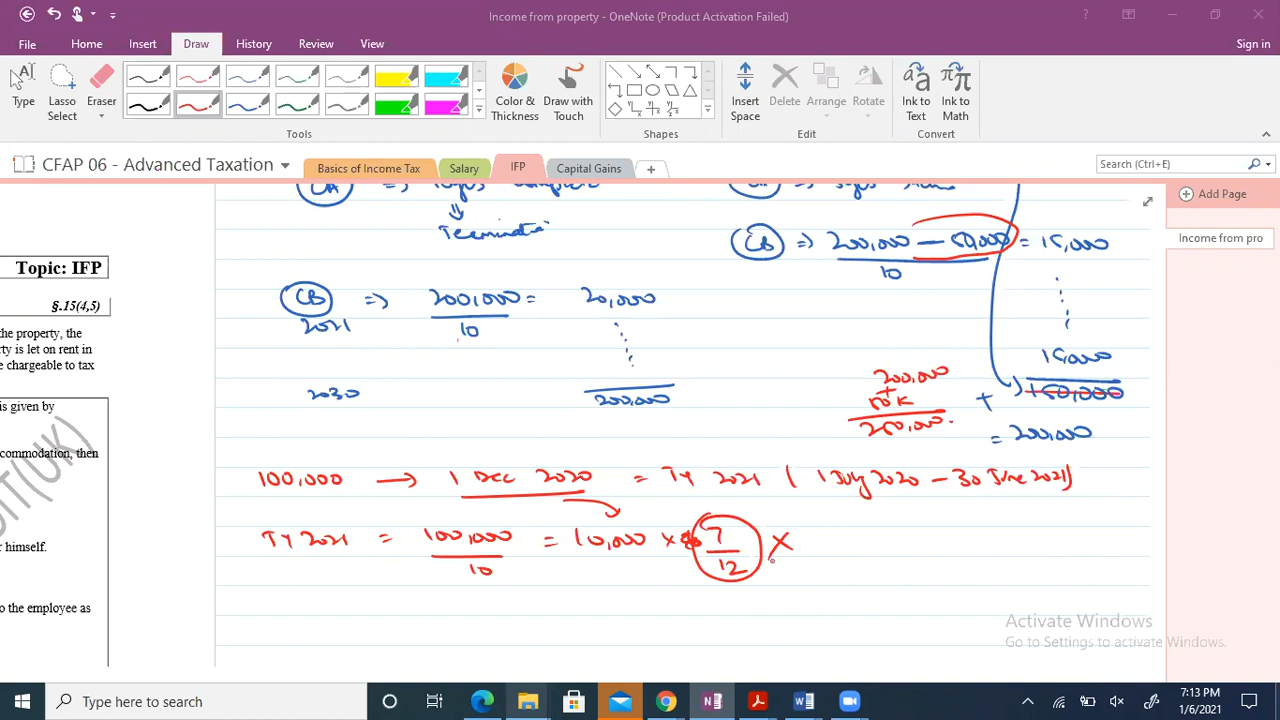 Income from property - OneNote (Product Activation Failed)
File Home Insert Draw History Review View Sign in
Type Lasso Select Eraser Color & Thickness Draw with Touch Insert Space Delete Arrange Rotate Ink to Text Ink to Math
Tools Shapes Edit Convert
CFAP 06 - Advanced Taxation Basics of Income Tax Salary IFP Capital Gains Search (Ctrl+E)
Add Page
Income from pro
Topic: IFP
§.15(4,5)
the property, the
ty is let on rent in
e chargeable to tax
is given by
ommodation, then
DIT(UK)
r himself.
o the employee as
CB => 200,000 = 20,000
10
2021
2030 200,000
CB => 200,000 - 50,000 = 15,000
10
15,000
+50,000
+
= 200,000
200,000
+
50K
250,000.
100,000 → 1 Dec 2020 = TY 2021 ( 1 July 2020 - 30 June 2021)
TY 2021 = 100,000 = 10,000 × 7 ×
10 12
Activate Windows
Go to Settings to activate Windows.
Type here to search
7:13 PM
1/6/2021